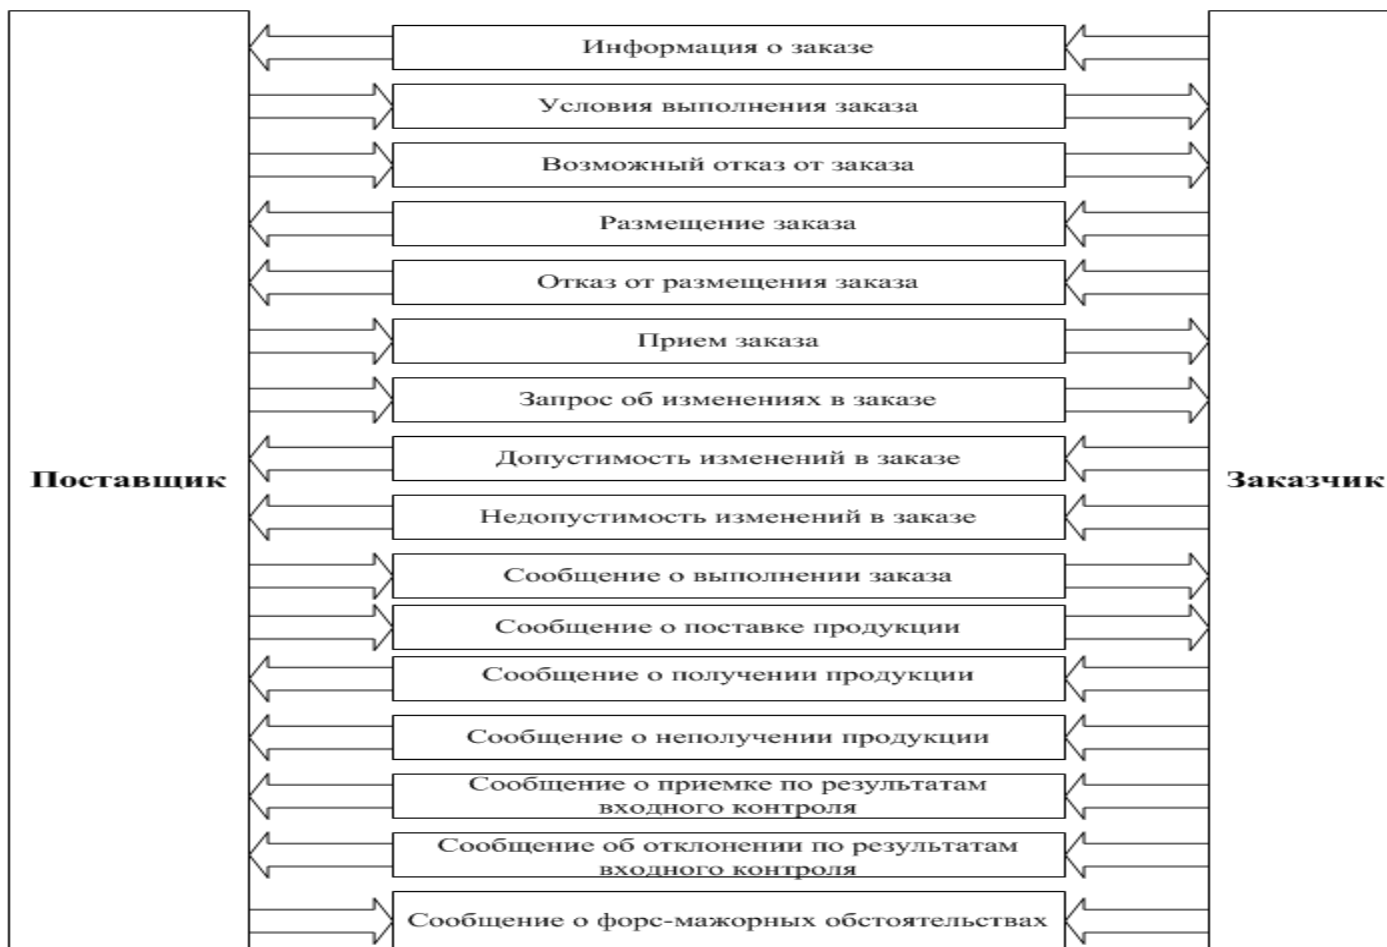 Информация о заказе
Условия выполнения заказа
Возможный отказ от заказа
Размещение заказа
Отказ от размещения заказа
Прием заказа
Запрос об изменениях в заказе
Допустимость изменений в заказе
Поставщик
Заказчик
Недопустимость изменений в заказе
Сообщение о выполнении заказа
Сообщение о поставке продукции
Сообщение о получении продукции
Сообщение о неполучении продукции
Сообщение о приемке по результатам
входного контроля
Сообщение об отклонении по результатам
входного контроля
Сообщение о форс-мажорных обстоятельствах